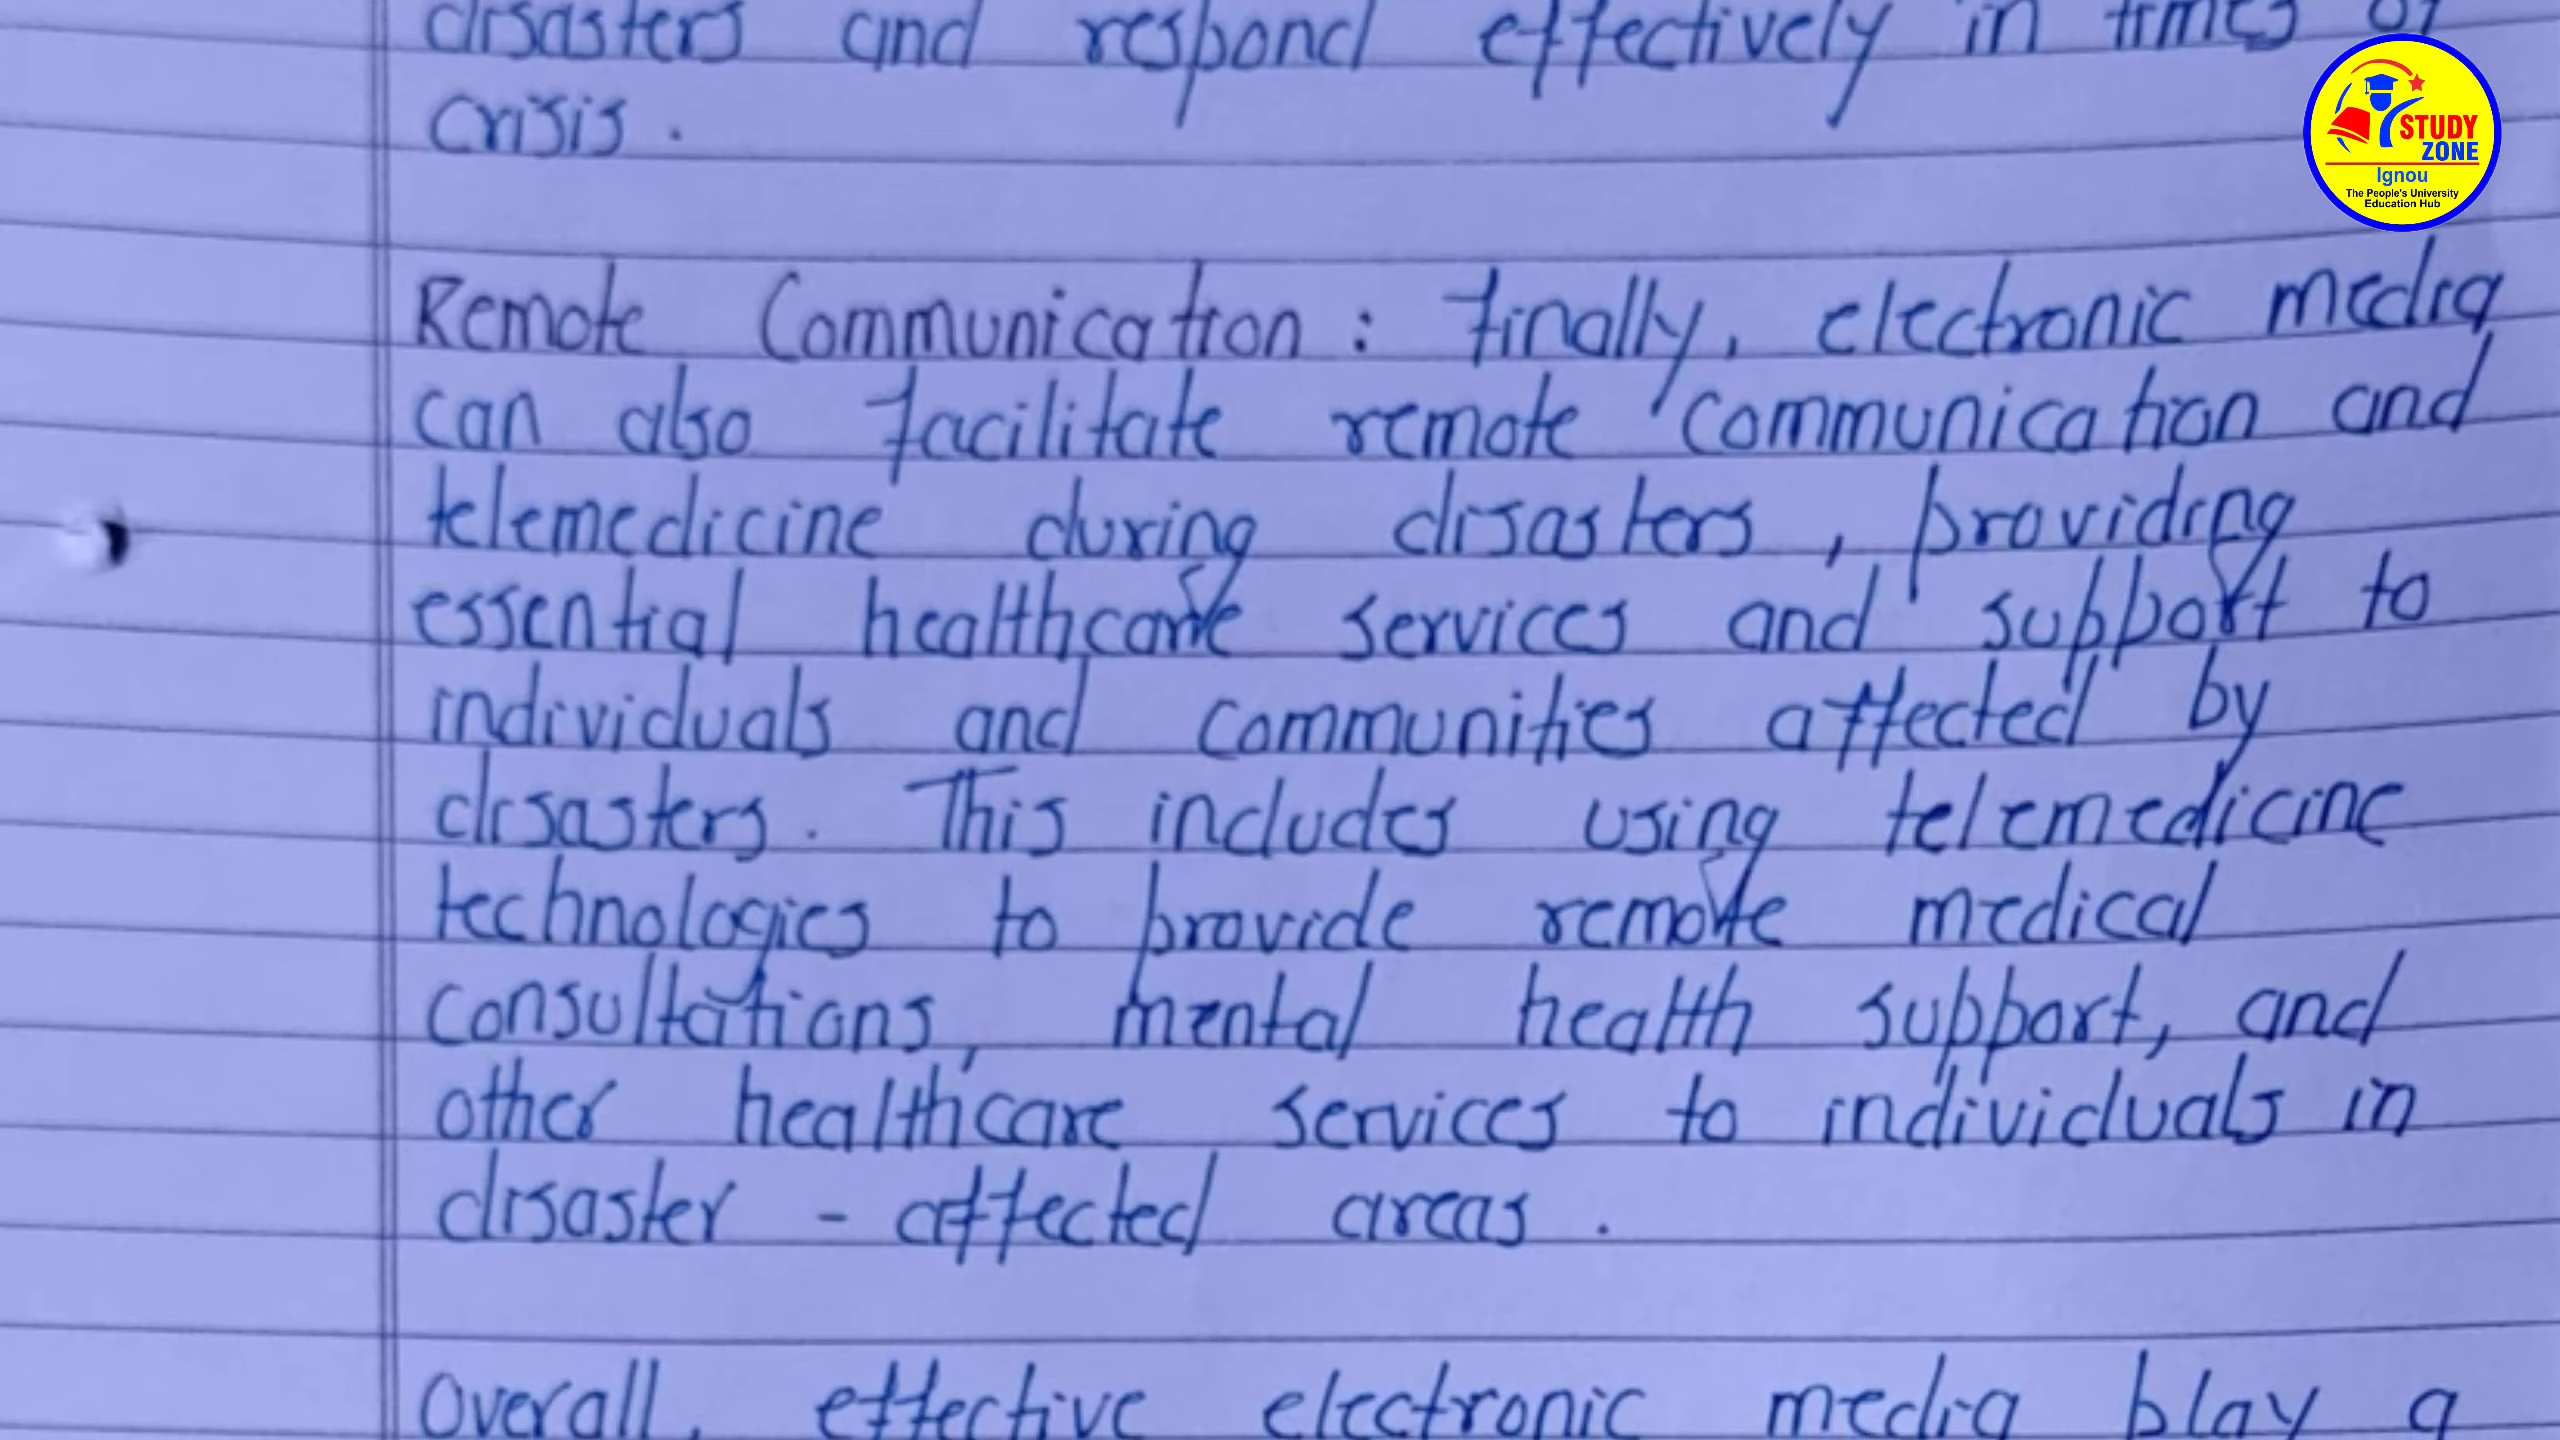 disasters and respond effectively in times of
crisis.
STUDY
ZONE
Ignou
The People's University
Education Hub
Remote Communication : Finally, electronic media
can also facilitate remote communication and
telemedicine during disasters, providing
essential healthcare services and support to
individuals and communities affected by
disasters. This includes using telemedicine
technologies to provide remote medical
consultations, mental health support, and
other healthcare services to individuals in
disaster - affected areas.
Overall, effective electronic media play a